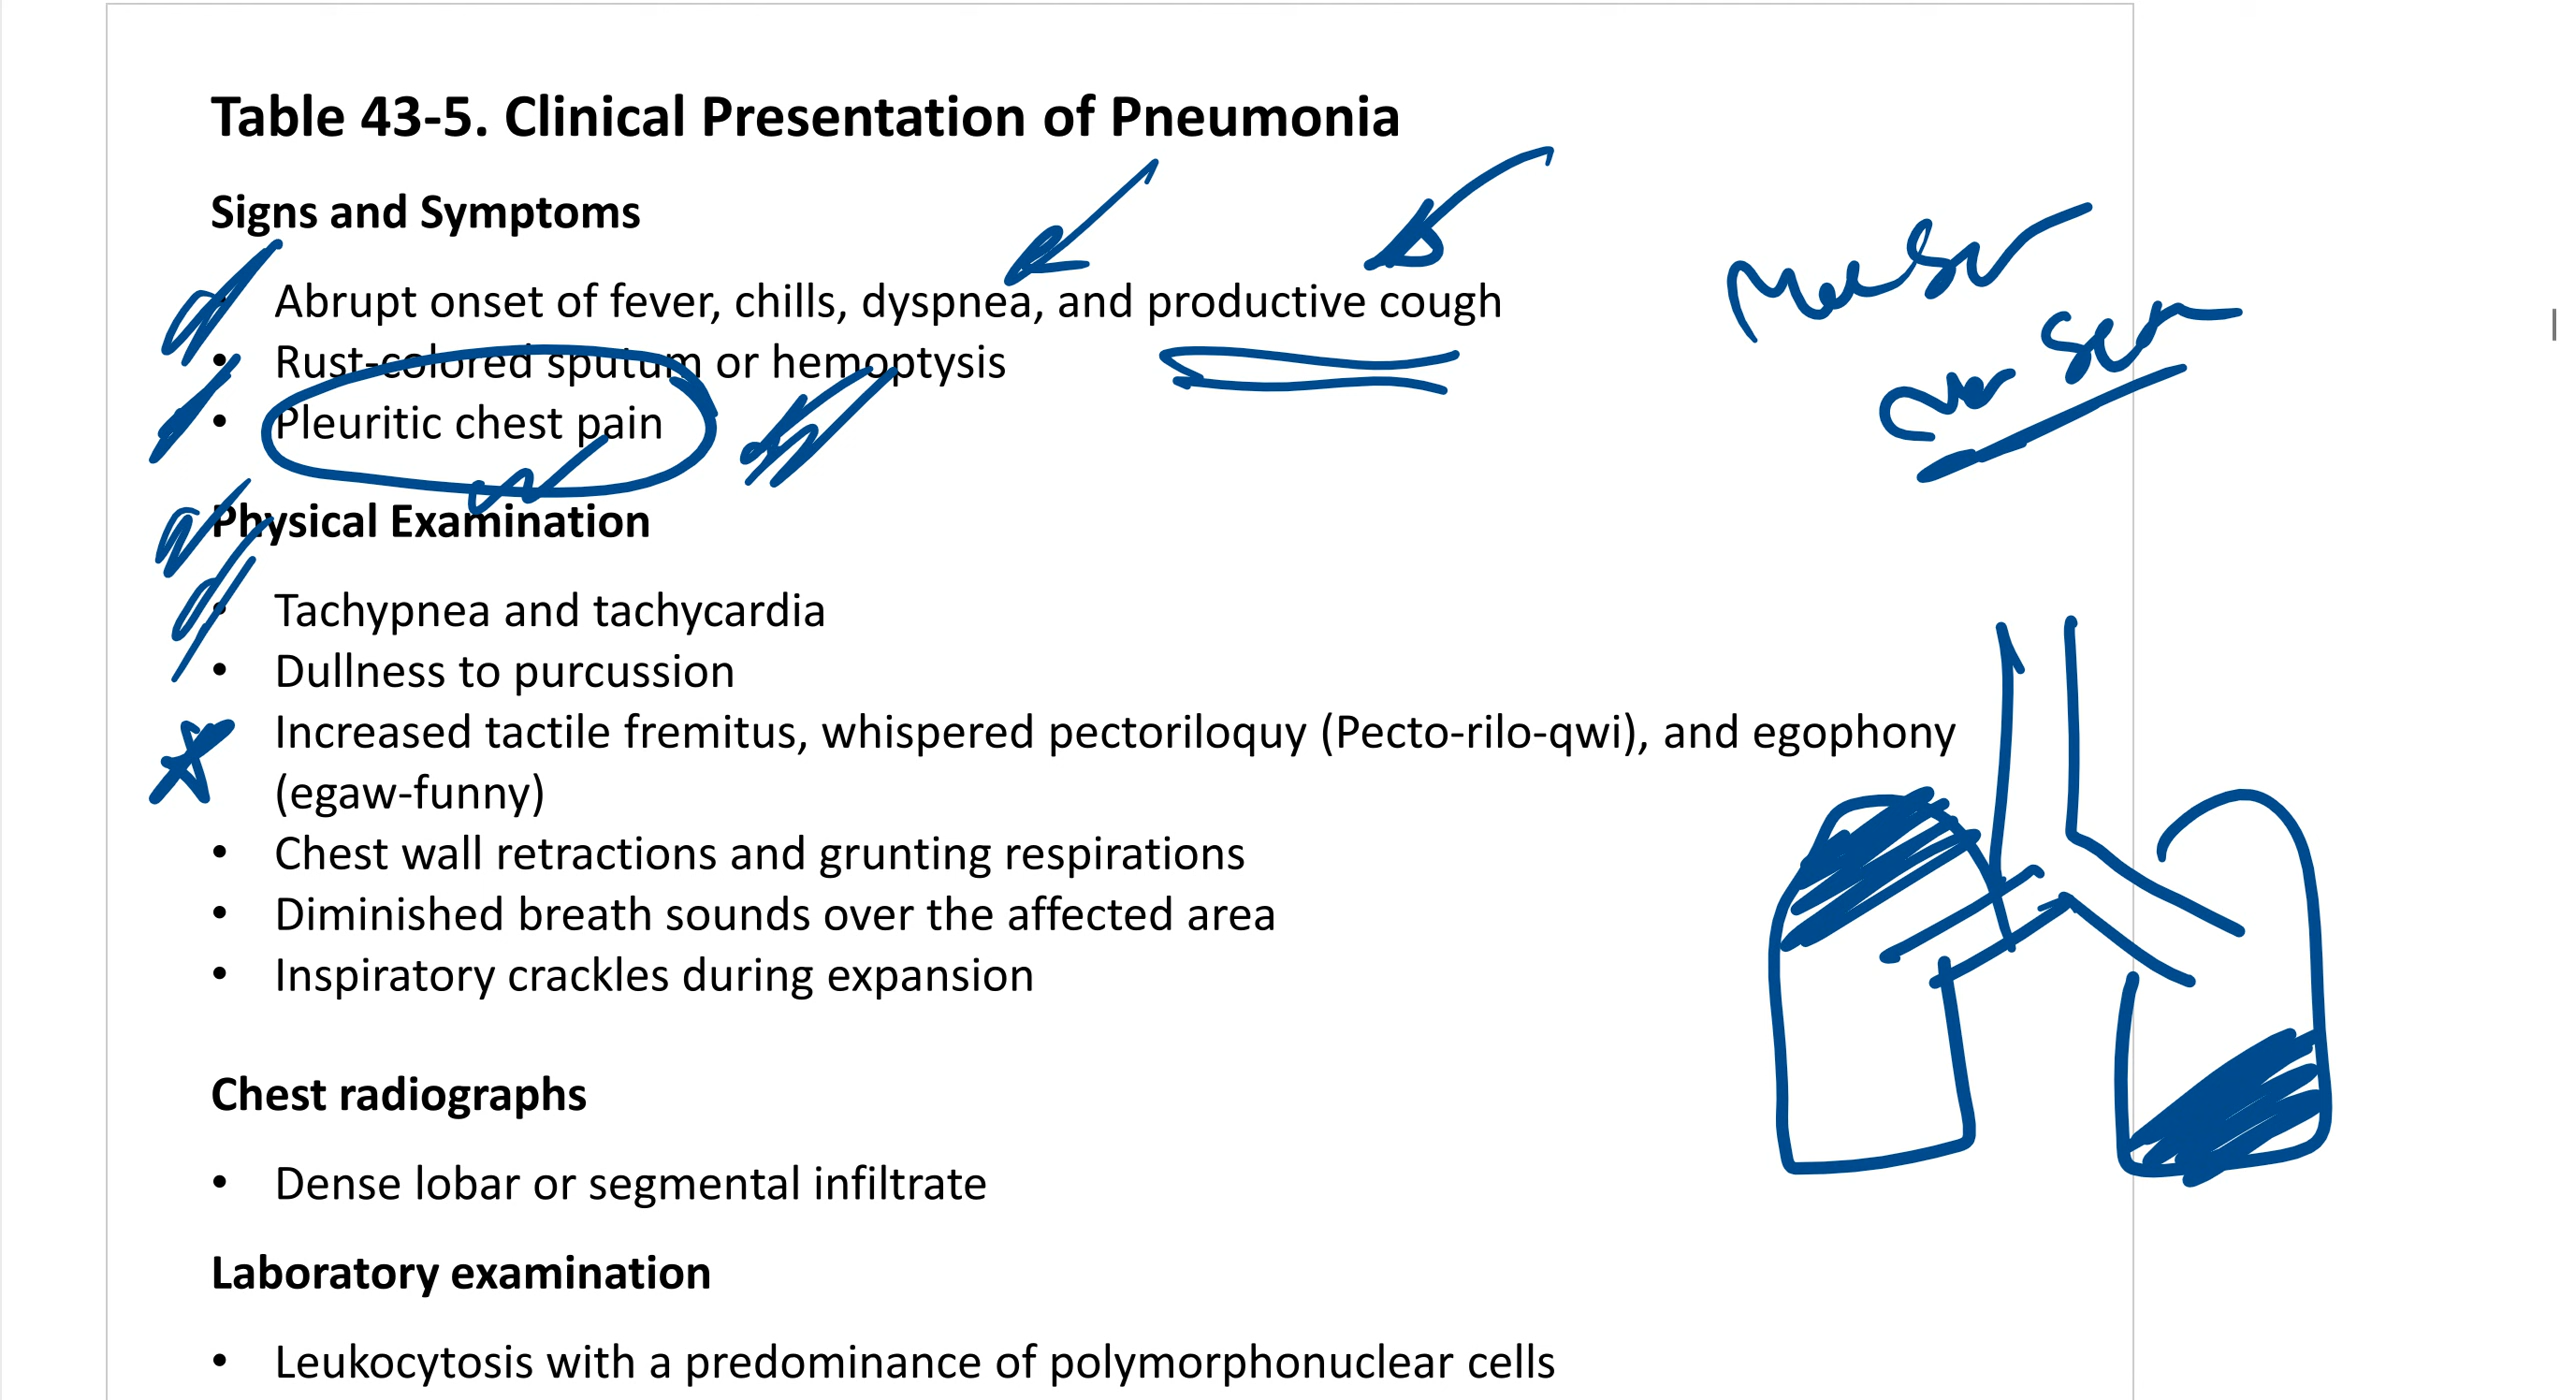 Table 43-5. Clinical Presentation of Pneumonia
Signs and Symptoms
• Abrupt onset of fever, chills, dyspnea, and productive cough
• Rust-colored sputum or hemoptysis
• Pleuritic chest pain
Physical Examination
• Tachypnea and tachycardia
• Dullness to purcussion
Increased tactile fremitus, whispered pectoriloquy (Pecto-rilo-qwi), and egophony
(egaw-funny)
• Chest wall retractions and grunting respirations
• Diminished breath sounds over the affected area
• Inspiratory crackles during expansion
Chest radiographs
• Dense lobar or segmental infiltrate
Laboratory examination
• Leukocytosis with a predominance of polymorphonuclear cells